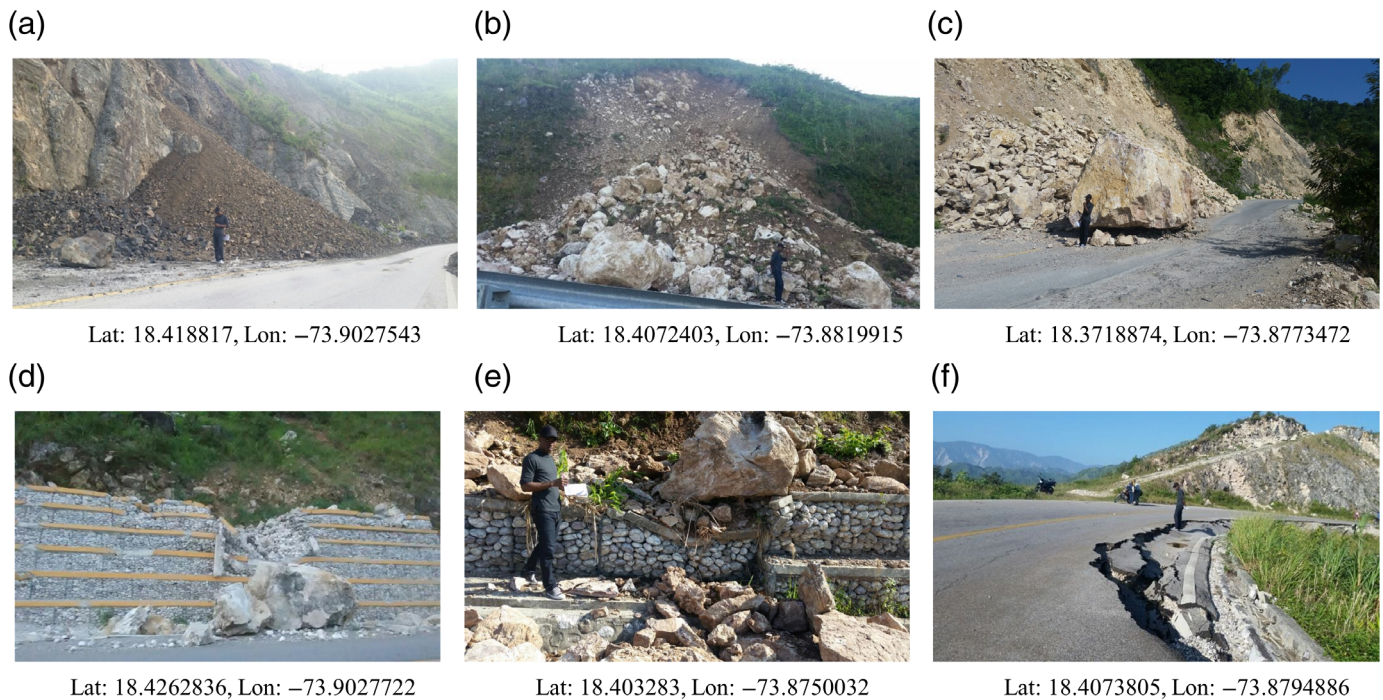 (a)
(b)
(c)
Lat: 18.418817, Lon: −73.9027543
Lat: 18.4072403, Lon: −73.8819915
Lat: 18.3718874, Lon: −73.8773472
(d)
(e)
(f)
Lat: 18.4262836, Lon: −73.9027722
Lat: 18.403283, Lon: −73.8750032
Lat: 18.4073805, Lon: −73.8794886